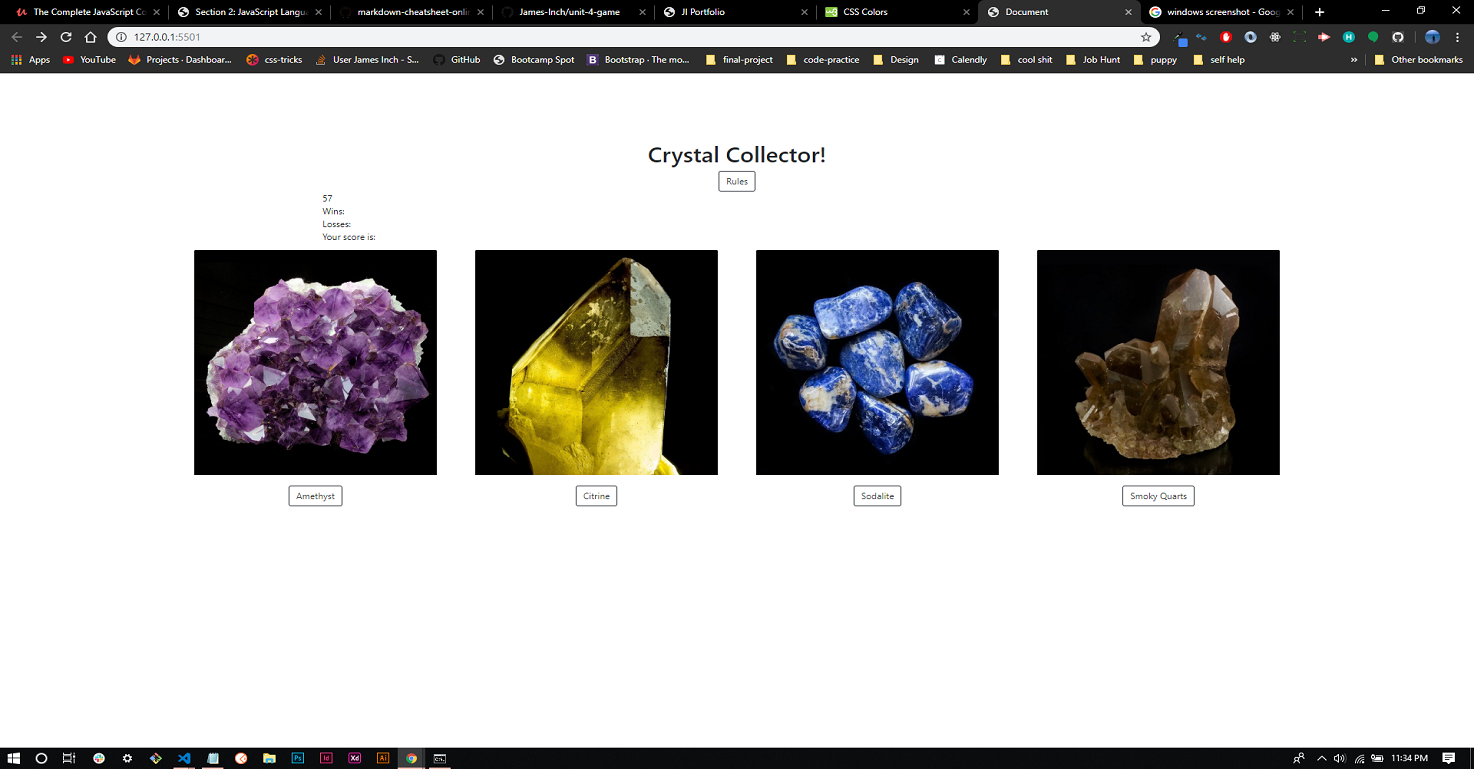 The Complete JavaScript Co
Section 2: JavaScript Langu
markdown-cheatsheet-onli
James-Inch/unit-4-game
JI Portfolio
CSS Colors
Document
windows screenshot - Goog
127.0.0.1:5501
Apps
YouTube
Projects · Dashboar...
css-tricks
User James Inch - S...
GitHub
Bootcamp Spot
B
Bootstrap · The mo...
final-project
code-practice
Design
Calendly
cool shit
Job Hunt
puppy
self help
»
Other bookmarks
Crystal Collector!
Rules
57
Wins:
Losses:
Your score is:
Amethyst
Citrine
Sodalite
Smoky Quarts
Ps
Id
Xd
Ai
11:34 PM